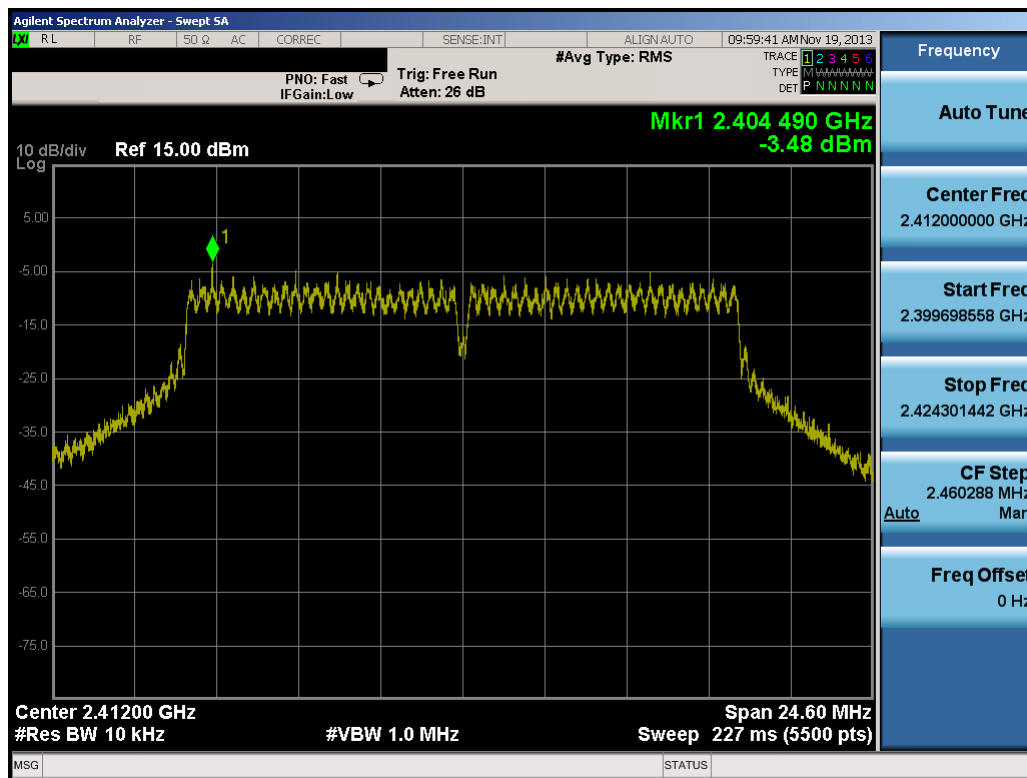 Agilent Spectrum Analyzer - Swept SA
LXI RL RF 50 Ω AC CORREC SENSE:INT ALIGN AUTO 09:59:41 AM Nov 19, 2013
#Avg Type: RMS
TRACE 1 2 3 4 5 6
TYPE M W W W W W
DET P N N N N N
PNO: Fast
IFGain:Low
Trig: Free Run
Atten: 26 dB
Mkr1 2.404 490 GHz
-3.48 dBm
10 dB/div Ref 15.00 dBm
Log
1
5.00
-5.00
-15.0
-25.0
-35.0
-45.0
-55.0
-65.0
-75.0
Center 2.41200 GHz Span 24.60 MHz
#Res BW 10 kHz #VBW 1.0 MHz Sweep 227 ms (5500 pts)
MSG STATUS
Frequency
Auto Tune
Center Freq
2.412000000 GHz
Start Freq
2.399698558 GHz
Stop Freq
2.424301442 GHz
CF Step
2.460288 MHz
Auto Man
Freq Offset
0 Hz